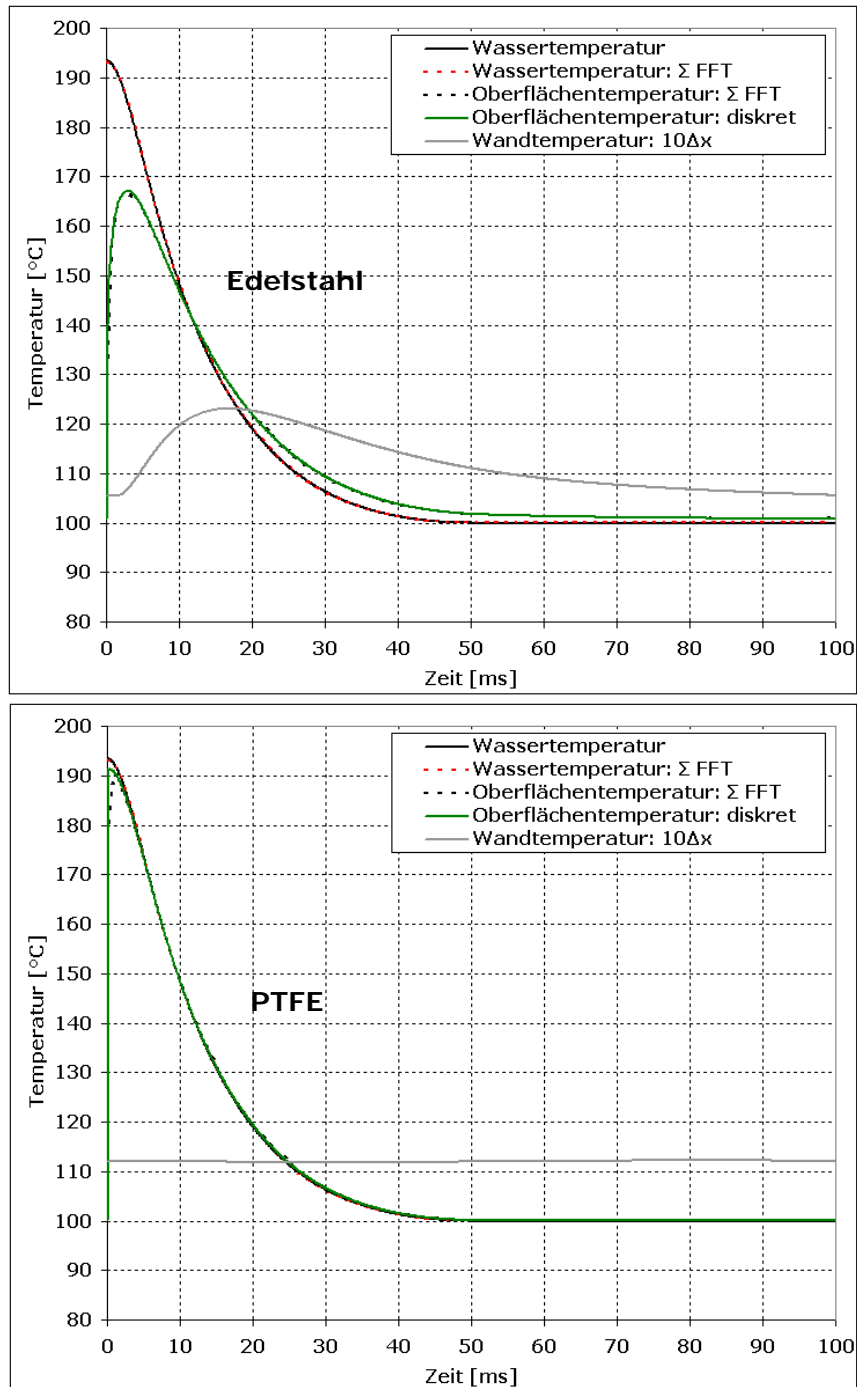 200
190
180
170
160
150
140
130
120
110
100
90
80
Temperatur [°C]
Wassertemperatur
Wassertemperatur: Σ FFT
Oberflächentemperatur: Σ FFT
Oberflächentemperatur: diskret
Wandtemperatur: 10Δx
Edelstahl
0 10 20 30 40 50 60 70 80 90 100
Zeit [ms]
200
190
180
170
160
150
140
130
120
110
100
90
80
Temperatur [°C]
Wassertemperatur
Wassertemperatur: Σ FFT
Oberflächentemperatur: Σ FFT
Oberflächentemperatur: diskret
Wandtemperatur: 10Δx
PTFE
0 10 20 30 40 50 60 70 80 90 100
Zeit [ms]